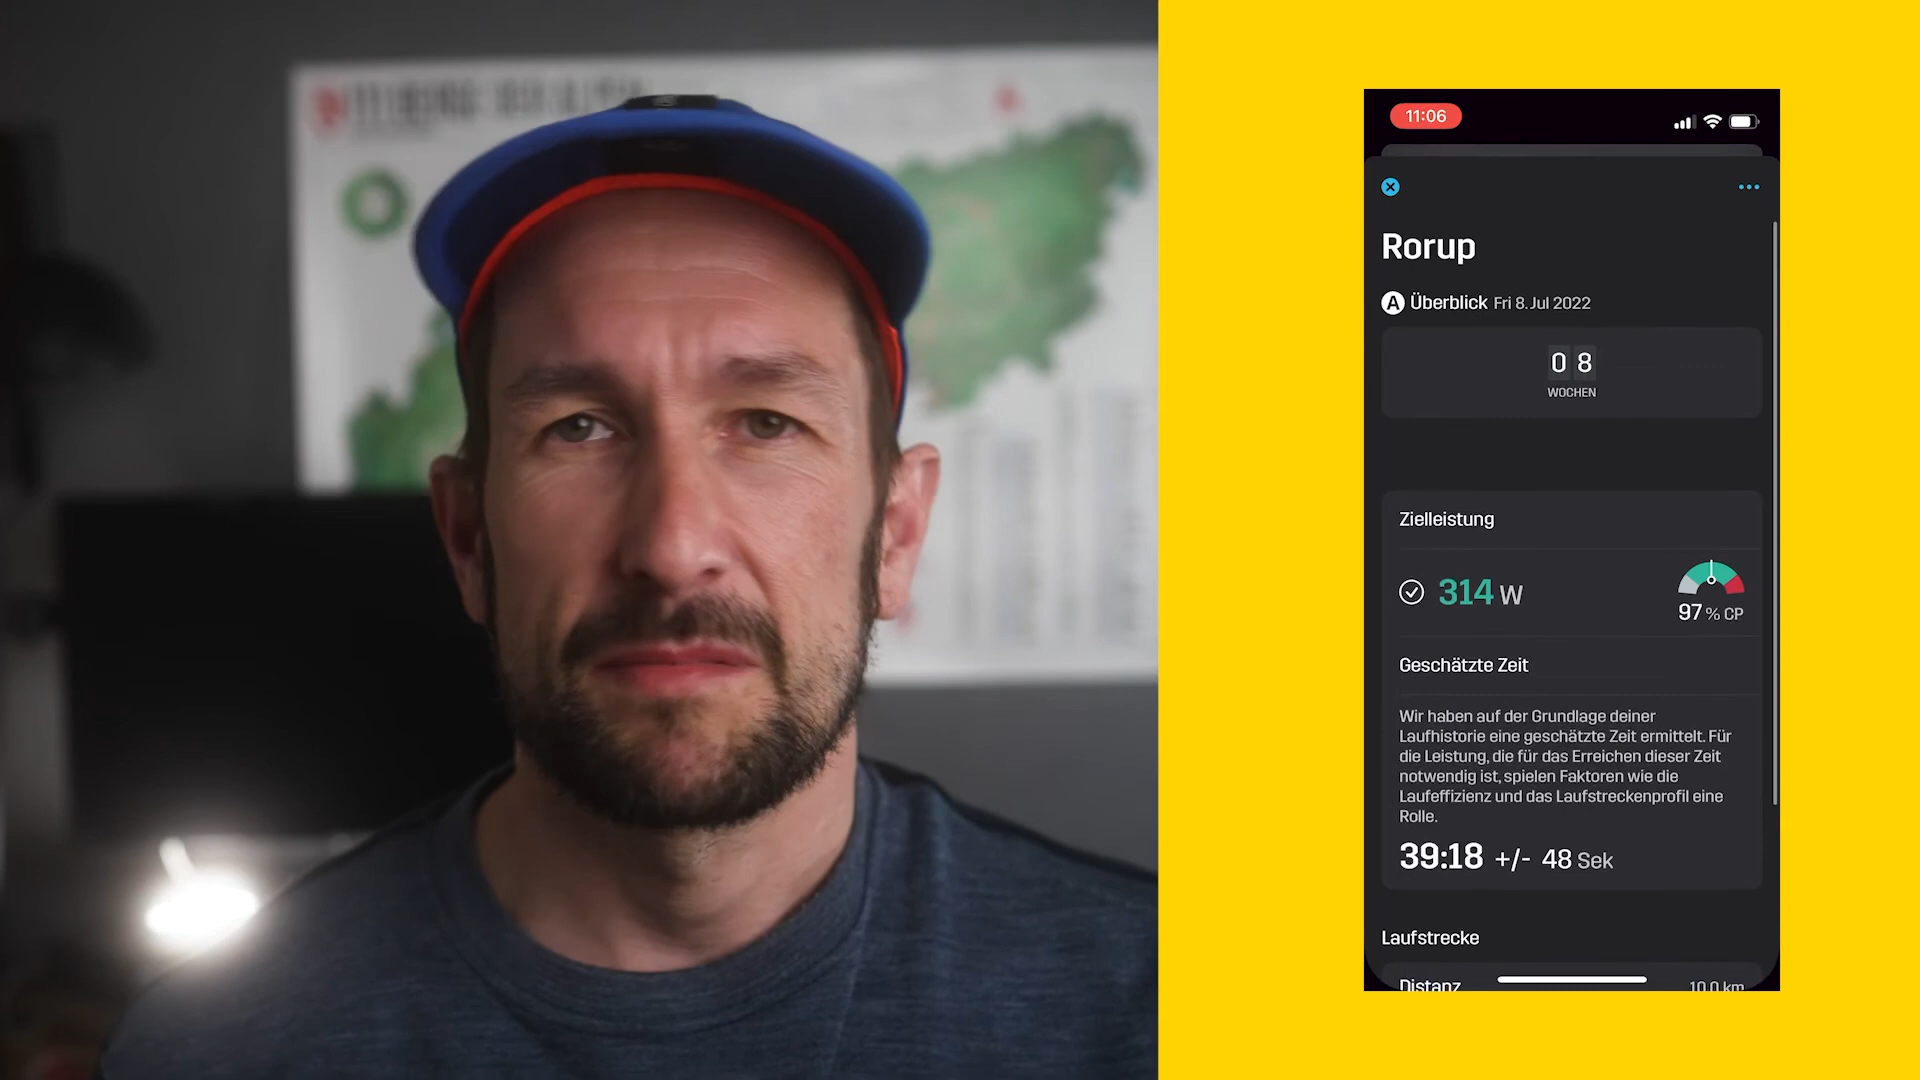 11:06
Rorup
A Überblick Fri 8. Jul 2022
0 8
WOCHEN
Zielleistung
314 W
97 % CP
Geschätzte Zeit
Wir haben auf der Grundlage deiner
Laufhistorie eine geschätzte Zeit ermittelt. Für
die Leistung, die für das Erreichen dieser Zeit
notwendig ist, spielen Faktoren wie die
Laufeffizienz und das Laufstreckenprofil eine
Rolle.
39:18 +/- 48 Sek
Laufstrecke
Distanz 10.0 km